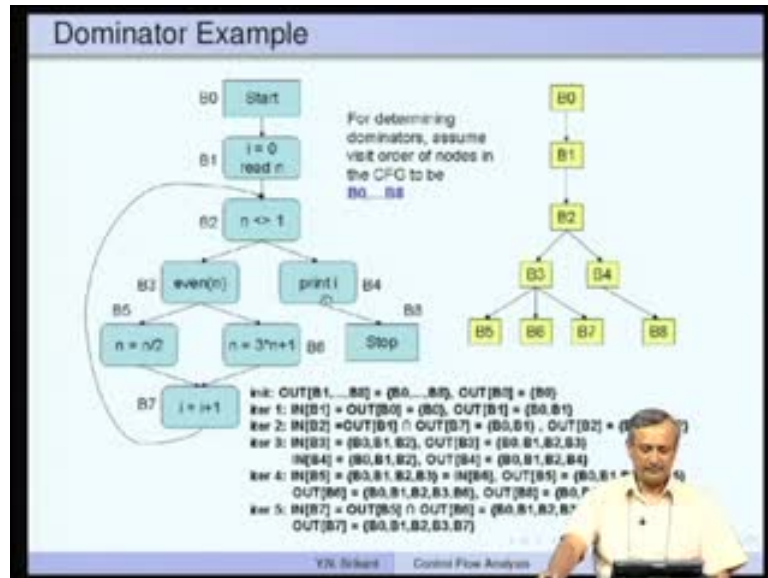 Dominator Example
B0 Start
B1 i = 0
read n
B2 n <> 1
B3 even(n)
print i B4
B5 n = n/2
n = 3*n+1 B6
B8 Stop
B7 i = i+1
For determining
dominators, assume
visit order of nodes in
the CFG to be
B0,...B8
B0
B1
B2
B3 B4
B5 B6 B7 B8
init: OUT[B1,...B8] = {B0,...B8}, OUT[B0] = {B0}
iter 1: IN[B1] = OUT[B0] = {B0}, OUT[B1] = {B0,B1}
iter 2: IN[B2] =OUT[B1] ∩ OUT[B7] = {B0,B1} , OUT[B2] =
iter 3: IN[B3] = {B0,B1,B2}, OUT[B3] = {B0,B1,B2,B3}
IN[B4] = {B0,B1,B2}, OUT[B4] = {B0,B1,B2,B4}
iter 4: IN[B5] = {B0,B1,B2,B3} = IN[B6], OUT[B5] =
OUT[B6] = {B0,B1,B2,B3,B6}, OUT[B8] =
iter 5: IN[B7] = OUT[B5] ∩ OUT[B6] =
OUT[B7] = {B0,B1,B2,B3,B7}
Y.N. Srikant Control Flow Analysis